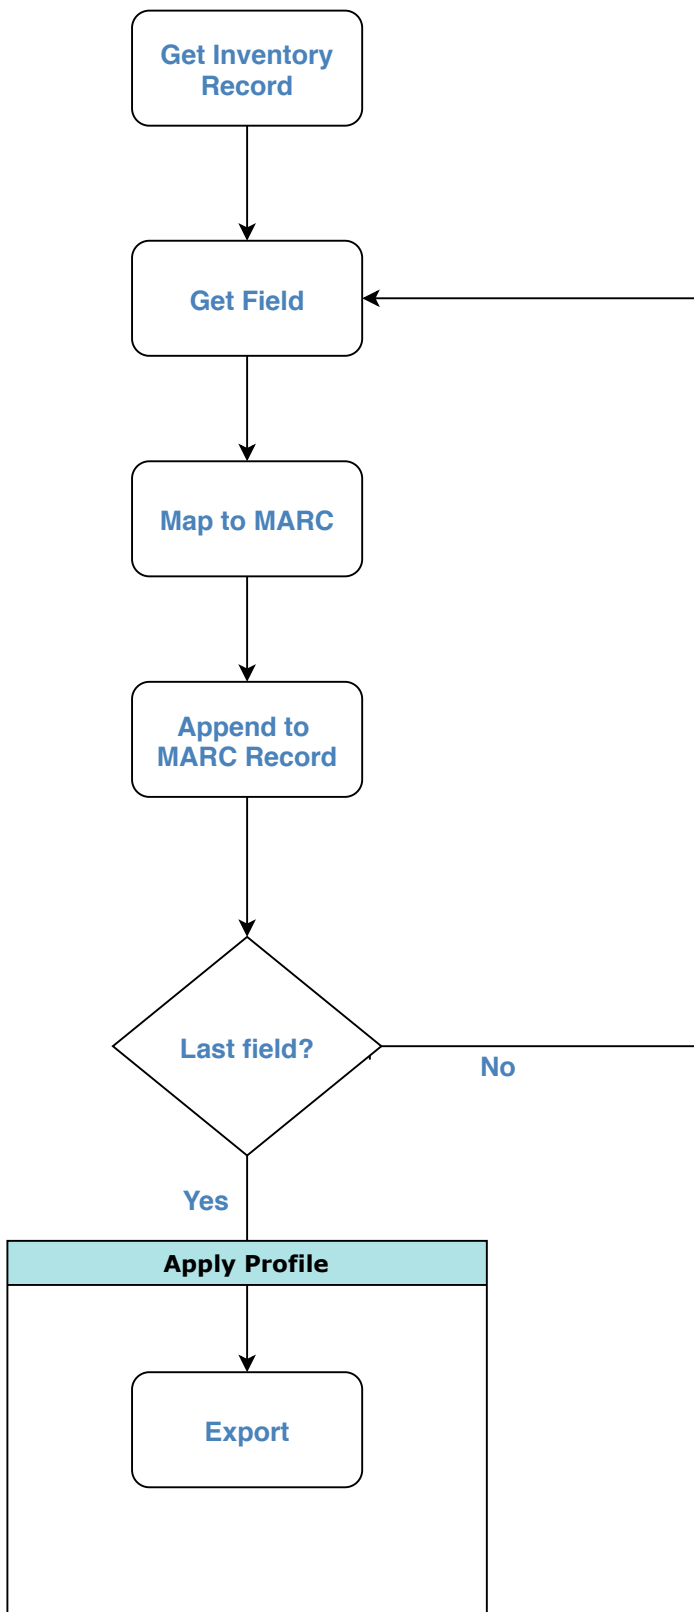 Get Inventory
Record
Get Field
Map to MARC
Append to
MARC Record
Last field?
No
Yes
Apply Profile
Export